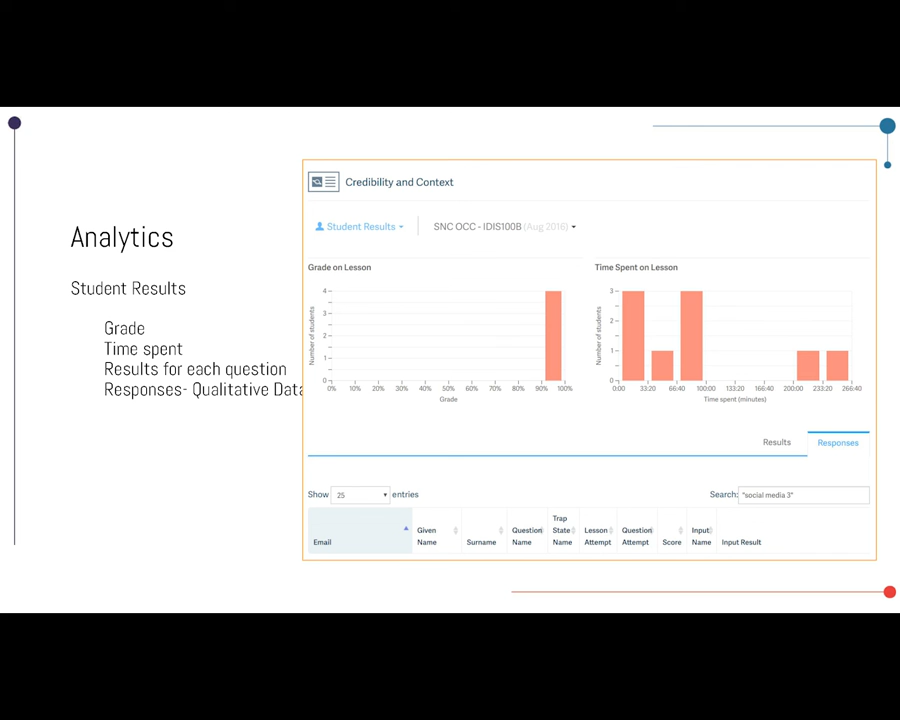 Analytics
Student Results
Grade
Time spent
Results for each question
Responses- Qualitative Data
Credibility and Context
Student Results
SNC OCC - IDIS100B (Aug 2016)
Grade on Lesson
Number of students
4
3
2
1
0
0% 10% 20% 30% 40% 50% 60% 70% 80% 90% 100%
Grade
Time Spent on Lesson
Number of students
3
2
1
0
0:00 33:20 66:40 100:00 133:20 166:40 200:00 233:20 266:40
Time spent (minutes)
Results Responses
Show 25 entries
Search: "social media 3"
Email
Given Name
Surname
Question Name
Trap State Name
Lesson Attempt
Question Attempt
Score
Input Name
Input Result